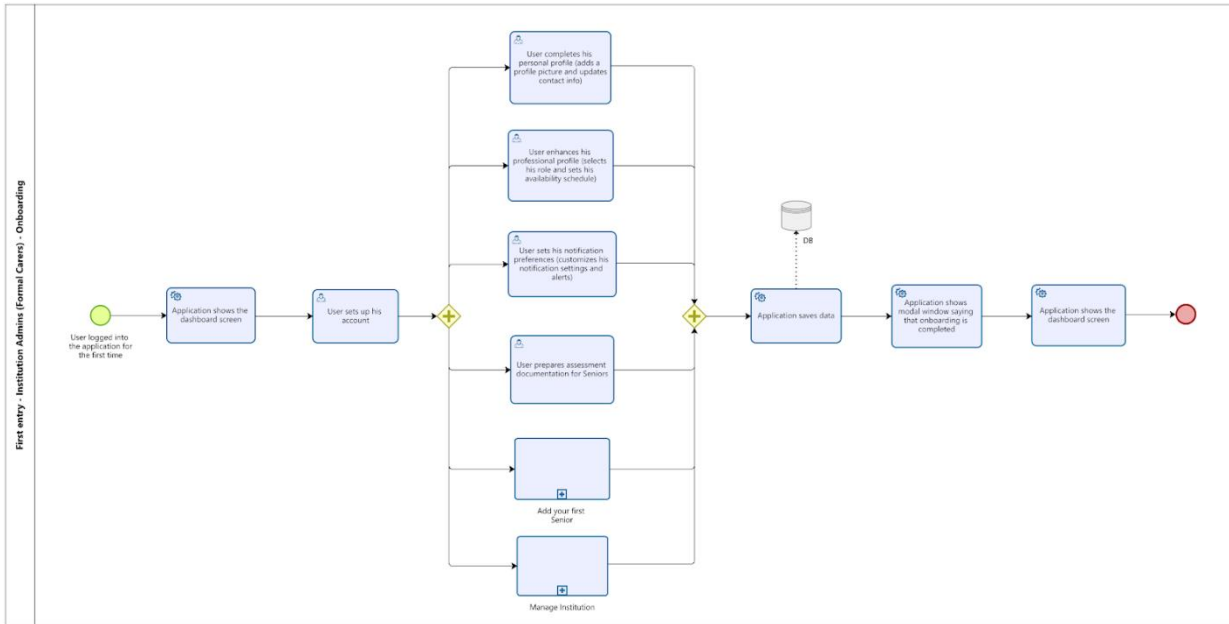 First entry - Institution Admins (Formal Carers) - Onboarding
User logged into
the application for
the first time
Application shows the
dashboard screen
User sets up his
account
User completes his
personal profile (adds a
profile picture and updates
contact info)
User enhances his
professional profile (selects
his role and sets his
availability schedule)
User sets his notification
preferences (customizes his
notification settings and
alerts)
User prepares assessment
documentation for Seniors
Add your first
Senior
Manage Institution
DB
Application saves data
Application shows
modal window saying
that onboarding is
completed
Application shows the
dashboard screen